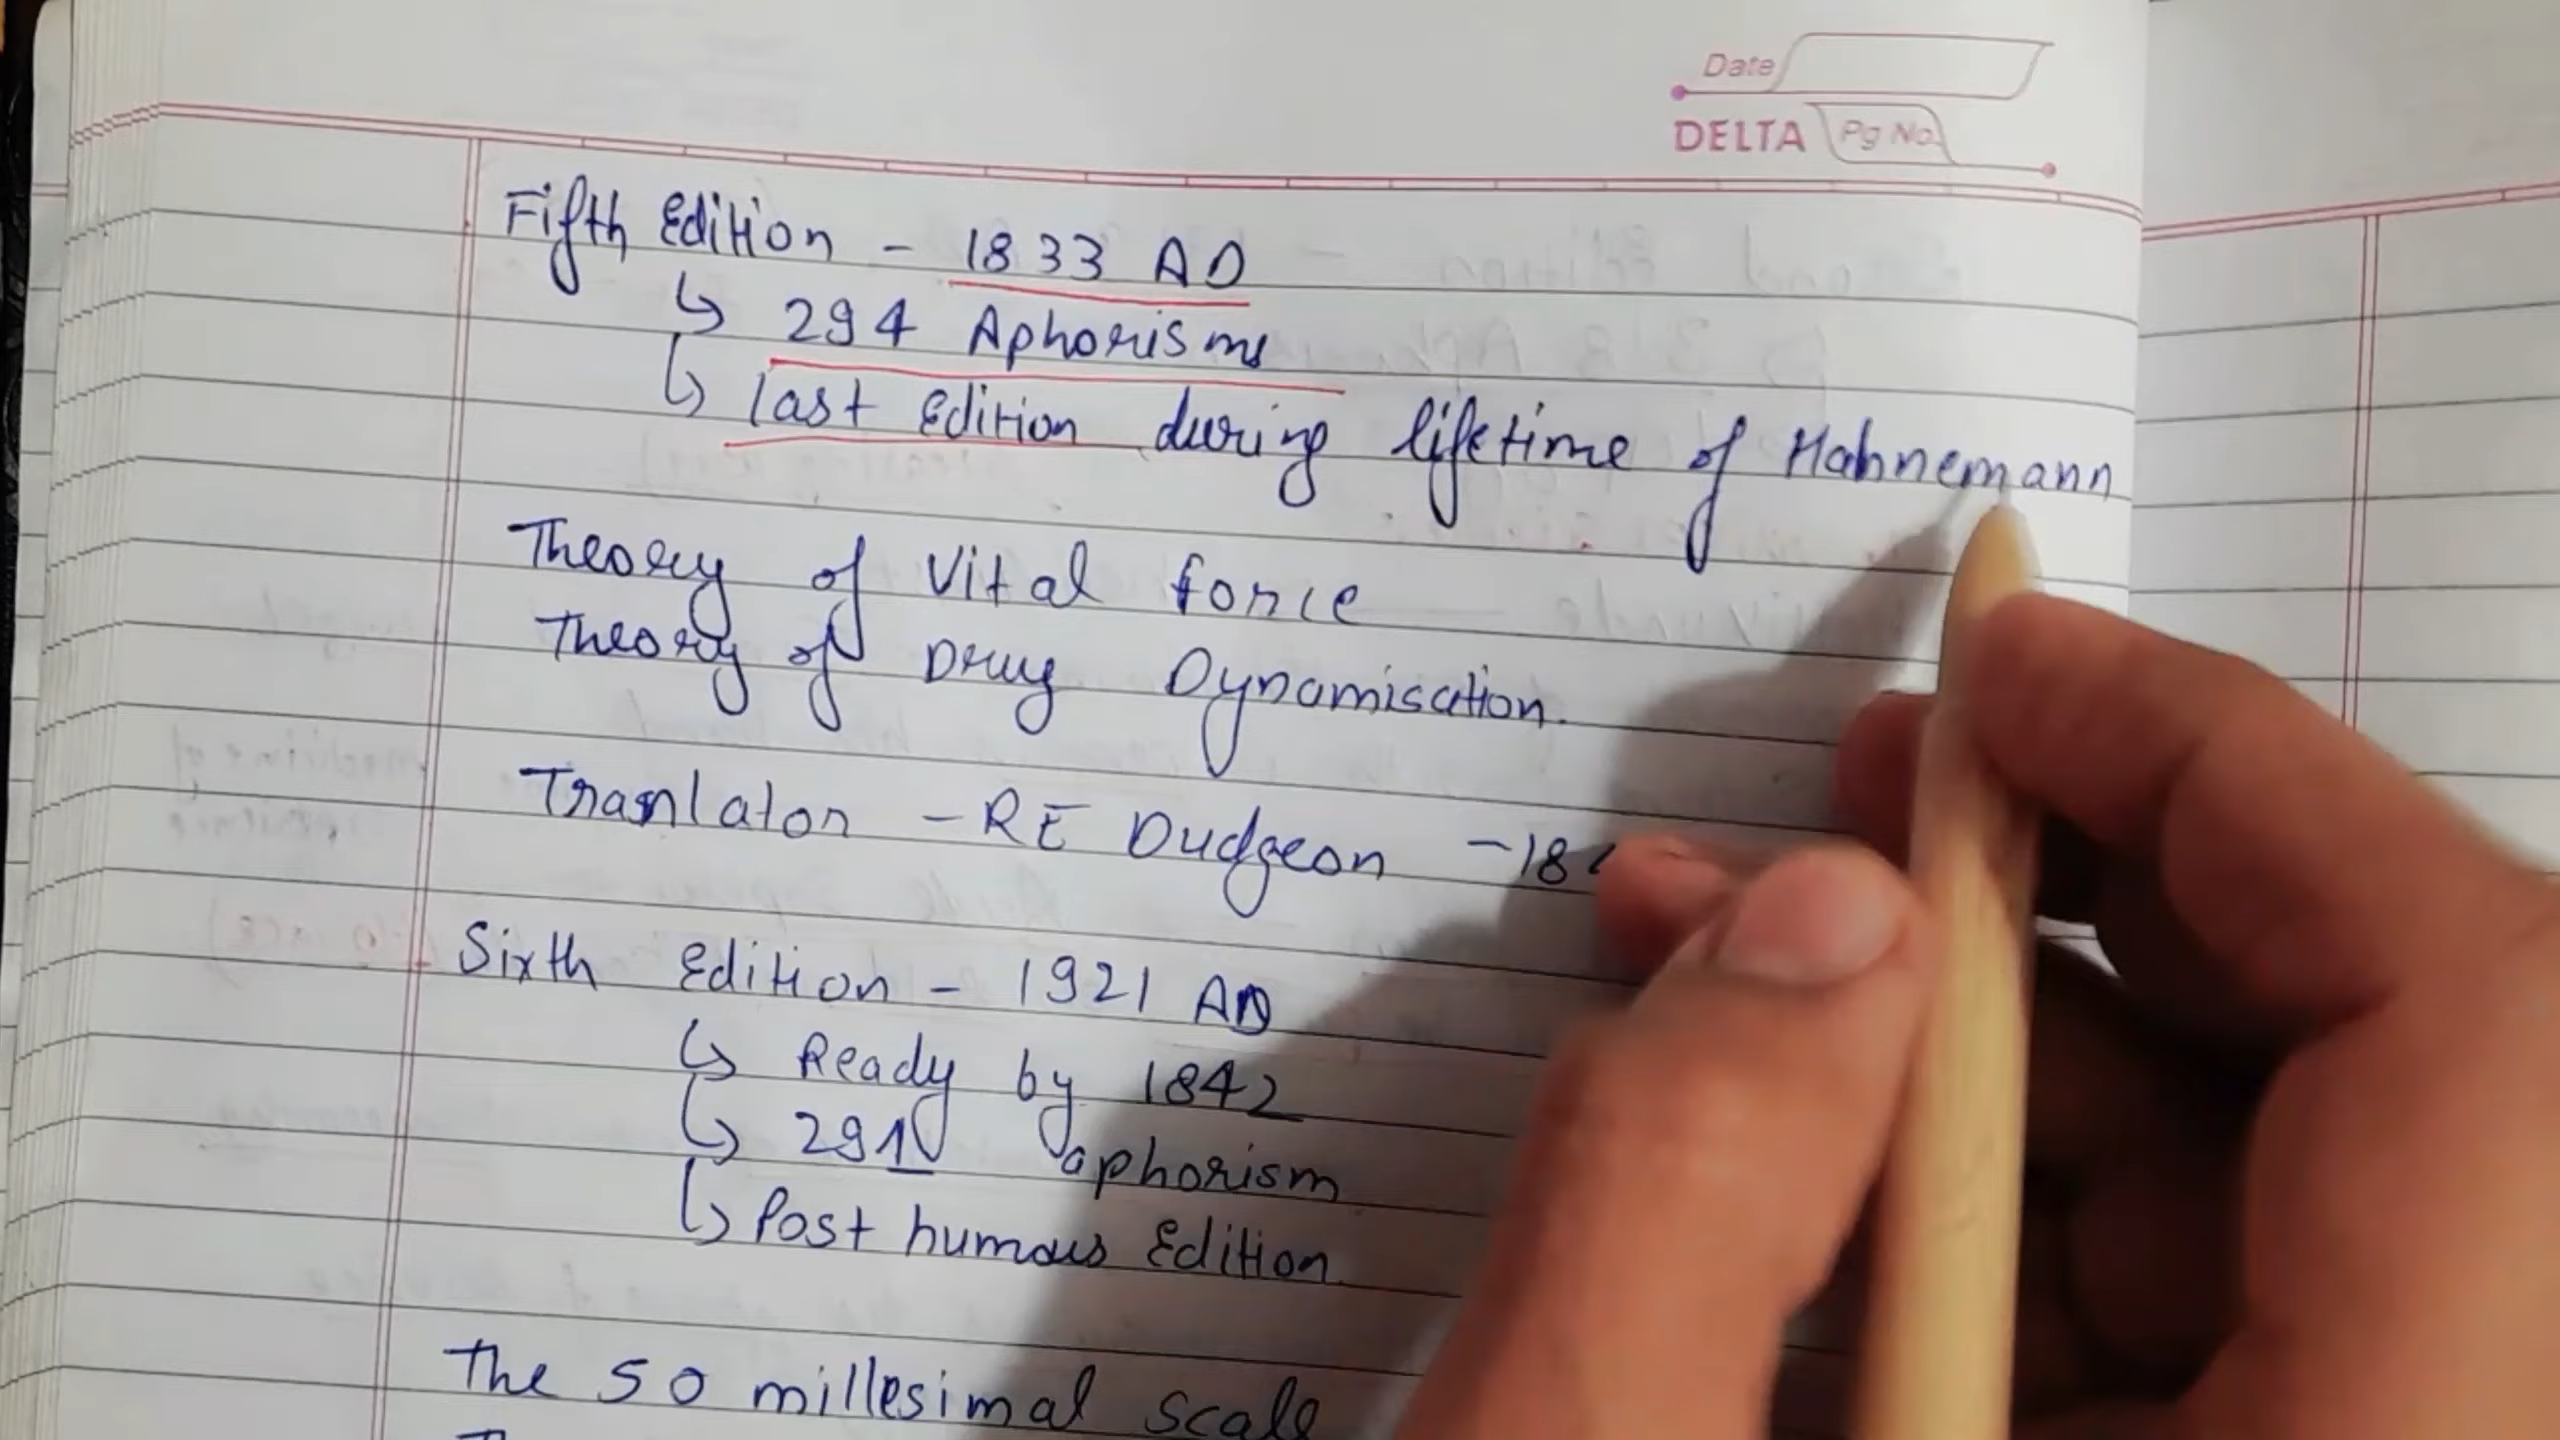 Date
DELTA Pg No.
Fifth Edition - 1833 AD
↳ 294 Aphorisms
↳ last Edition during lifetime of Hahnemann
Theory of Vital force
Theory of Drug Dynamisation.
Translator - RE Dudgeon - 18
Sixth Edition - 1921 AD
↳ Ready by 1842
↳ 291 aphorism
↳ Post humous Edition.
The 50 millesimal scale